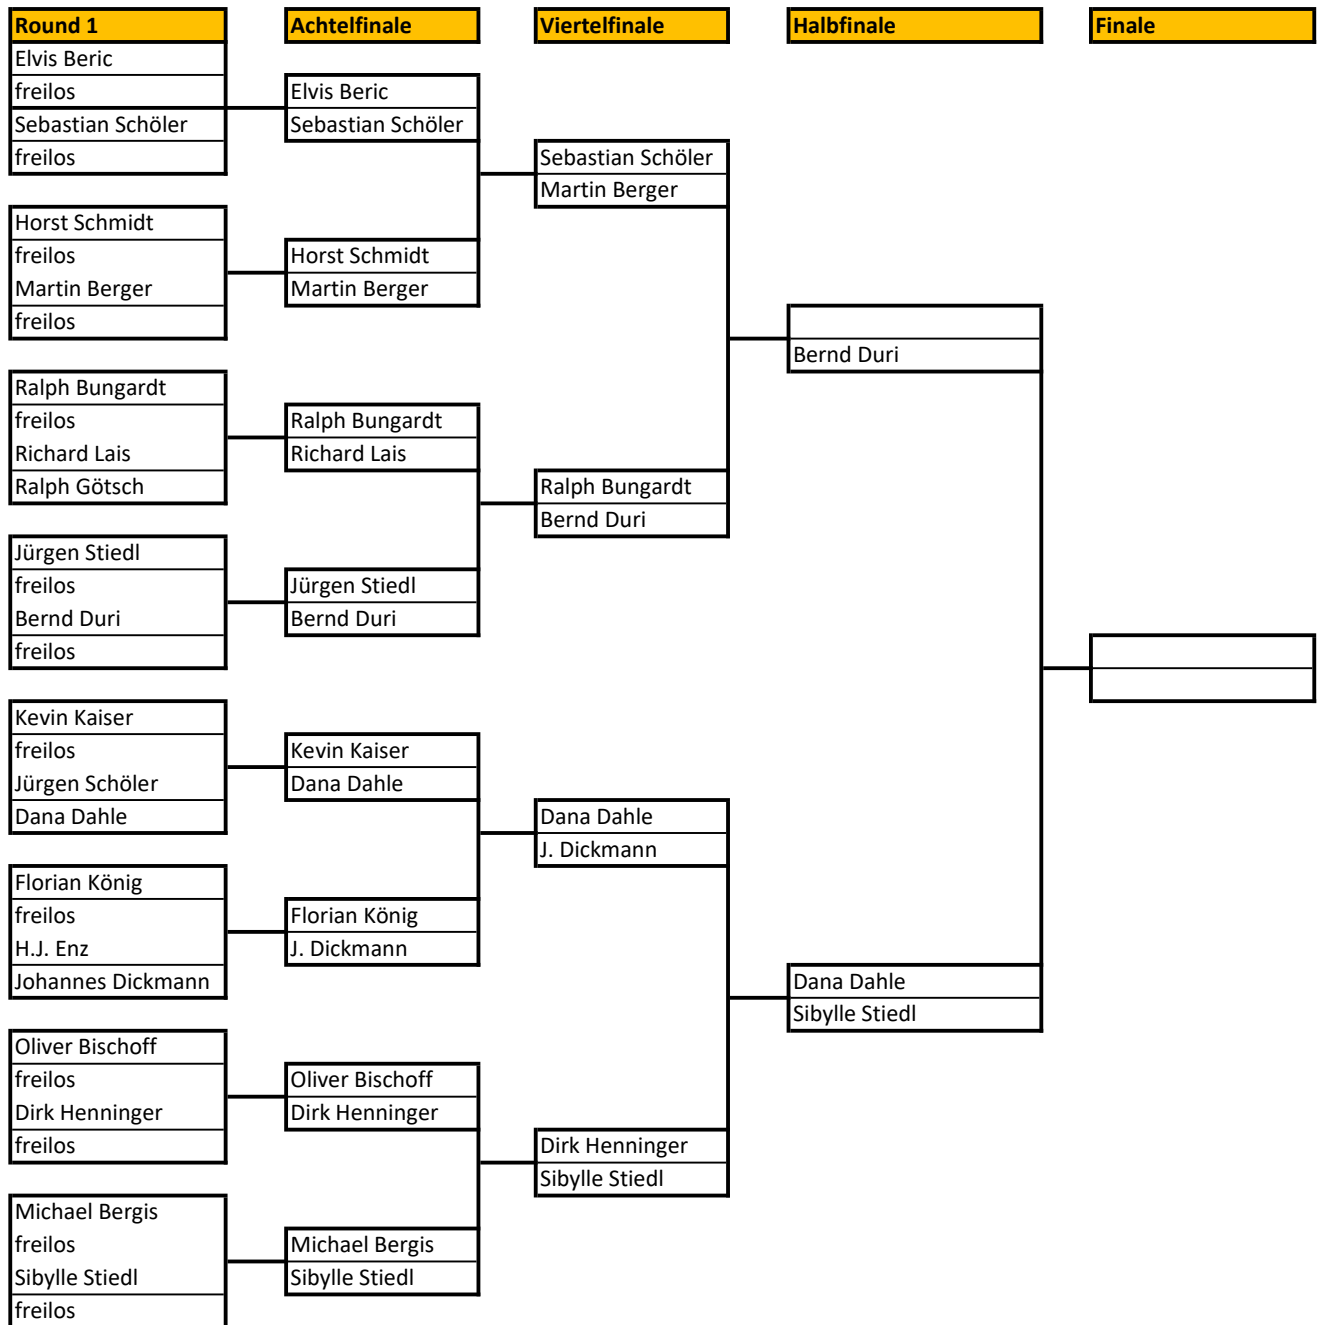 Round 1
Achtelfinale
Viertelfinale
Halbfinale
Finale
Elvis Beric
freilos
Sebastian Schöler
freilos
Horst Schmidt
freilos
Martin Berger
freilos
Ralph Bungardt
freilos
Richard Lais
Ralph Götsch
Jürgen Stiedl
freilos
Bernd Duri
freilos
Kevin Kaiser
freilos
Jürgen Schöler
Dana Dahle
Florian König
freilos
H.J. Enz
Johannes Dickmann
Oliver Bischoff
freilos
Dirk Henninger
freilos
Michael Bergis
freilos
Sibylle Stiedl
freilos
Elvis Beric
Sebastian Schöler
Horst Schmidt
Martin Berger
Ralph Bungardt
Richard Lais
Jürgen Stiedl
Bernd Duri
Kevin Kaiser
Dana Dahle
Florian König
J. Dickmann
Oliver Bischoff
Dirk Henninger
Michael Bergis
Sibylle Stiedl
Sebastian Schöler
Martin Berger
Ralph Bungardt
Bernd Duri
Dana Dahle
J. Dickmann
Dirk Henninger
Sibylle Stiedl
Bernd Duri
Dana Dahle
Sibylle Stiedl